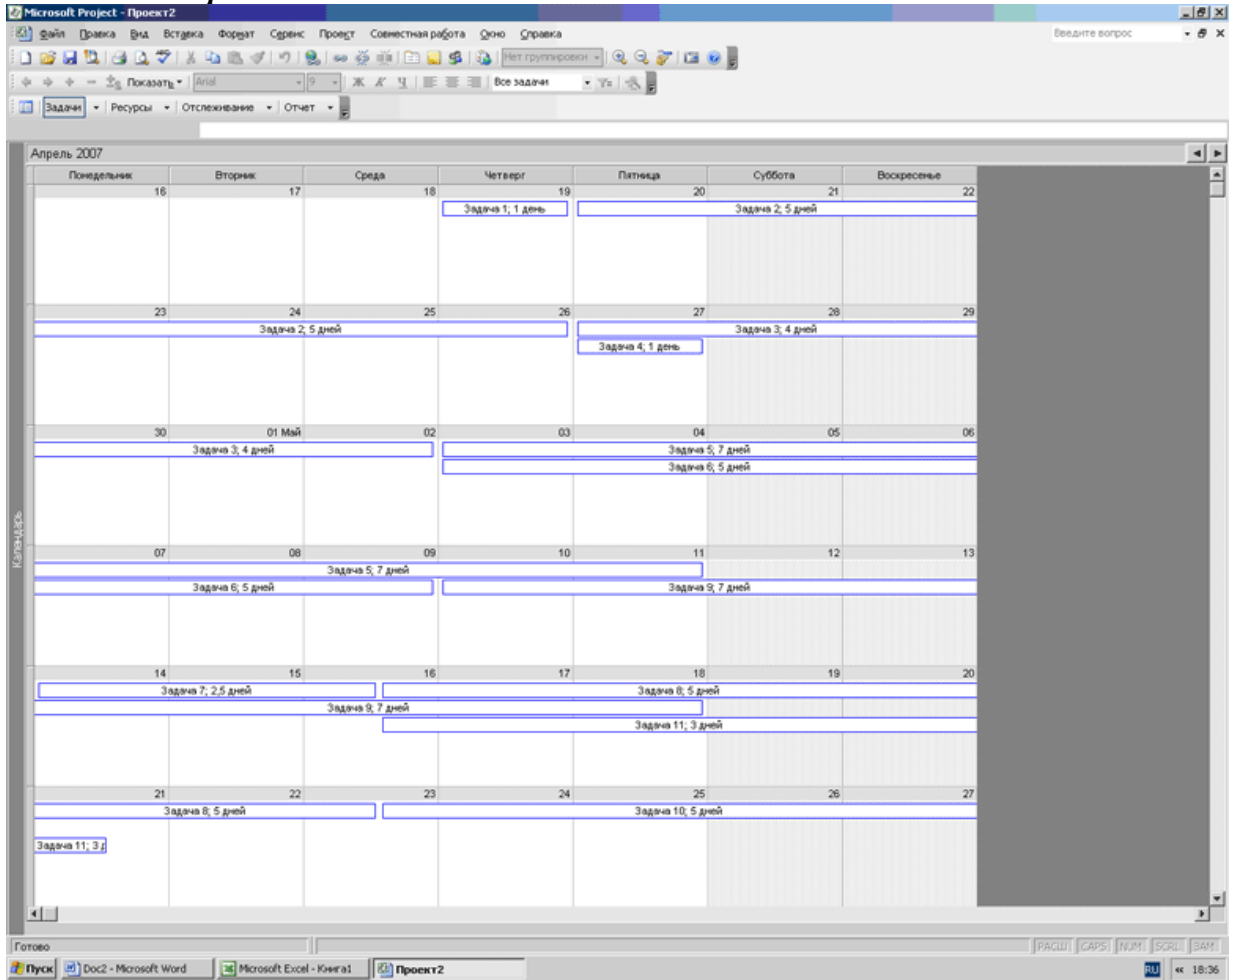 Microsoft Project - Проект2
Файл Правка Вид Вставка Формат Сервис Проект Совместная работа Окно Справка Введите вопрос
Нет группировки
Показать Arial 9 Ж К Ч Все задачи
Задачи Ресурсы Отслеживание Отчет
Апрель 2007
Понедельник Вторник Среда Четверг Пятница Суббота Воскресенье
16 17 18 19 20 21 22
Задача 1; 1 день Задача 2; 5 дней
23 24 25 26 27 28 29
Задача 2; 5 дней Задача 3; 4 дней
Задача 4; 1 день
30 01 Май 02 03 04 05 06
Задача 3; 4 дней Задача 5; 7 дней
Задача 6; 5 дней
Календарь
07 08 09 10 11 12 13
Задача 5; 7 дней
Задача 6; 5 дней Задача 9; 7 дней
14 15 16 17 18 19 20
Задача 7; 2,5 дней Задача 8; 5 дней
Задача 9; 7 дней
Задача 11; 3 дней
21 22 23 24 25 26 27
Задача 8; 5 дней Задача 10; 5 дней
Задача 11; 3 д
Готово РАСШ CAPS NUM SCRL ЗАМ
Пуск Doc2 - Microsoft Word Microsoft Excel - Книга1 Проект2 RU « 18:36